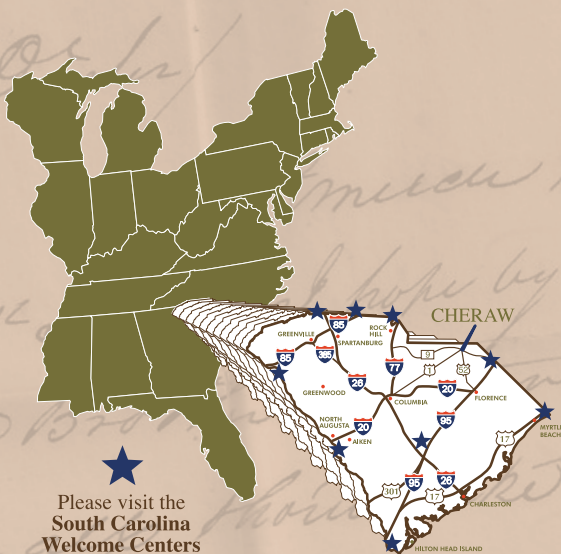 CHERAW
85
ROCK
HILL
GREENVILLE
SPARTANBURG
85
385
9
1
52
77
26
20
GREENWOOD
COLUMBIA
FLORENCE
NORTH
AUGUSTA
20
95
AIKEN
17
MYRTLE
BEACH
95
26
301
17
CHARLESTON
HILTON HEAD ISLAND
Please visit the
South Carolina
Welcome Centers
much
by